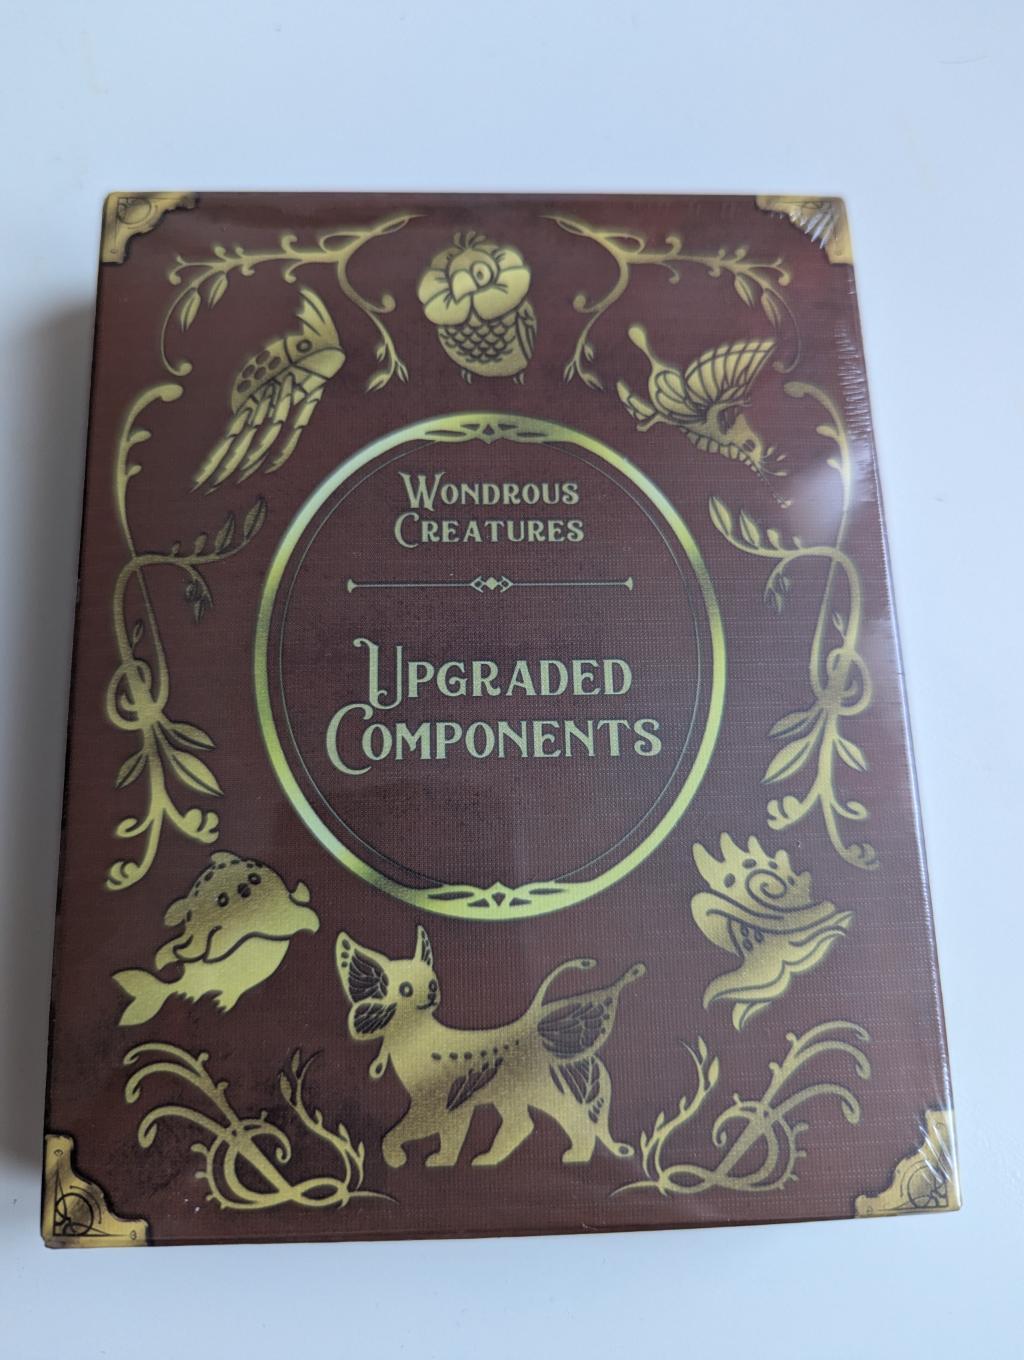 Wondrous
Creatures
Upgraded
Components